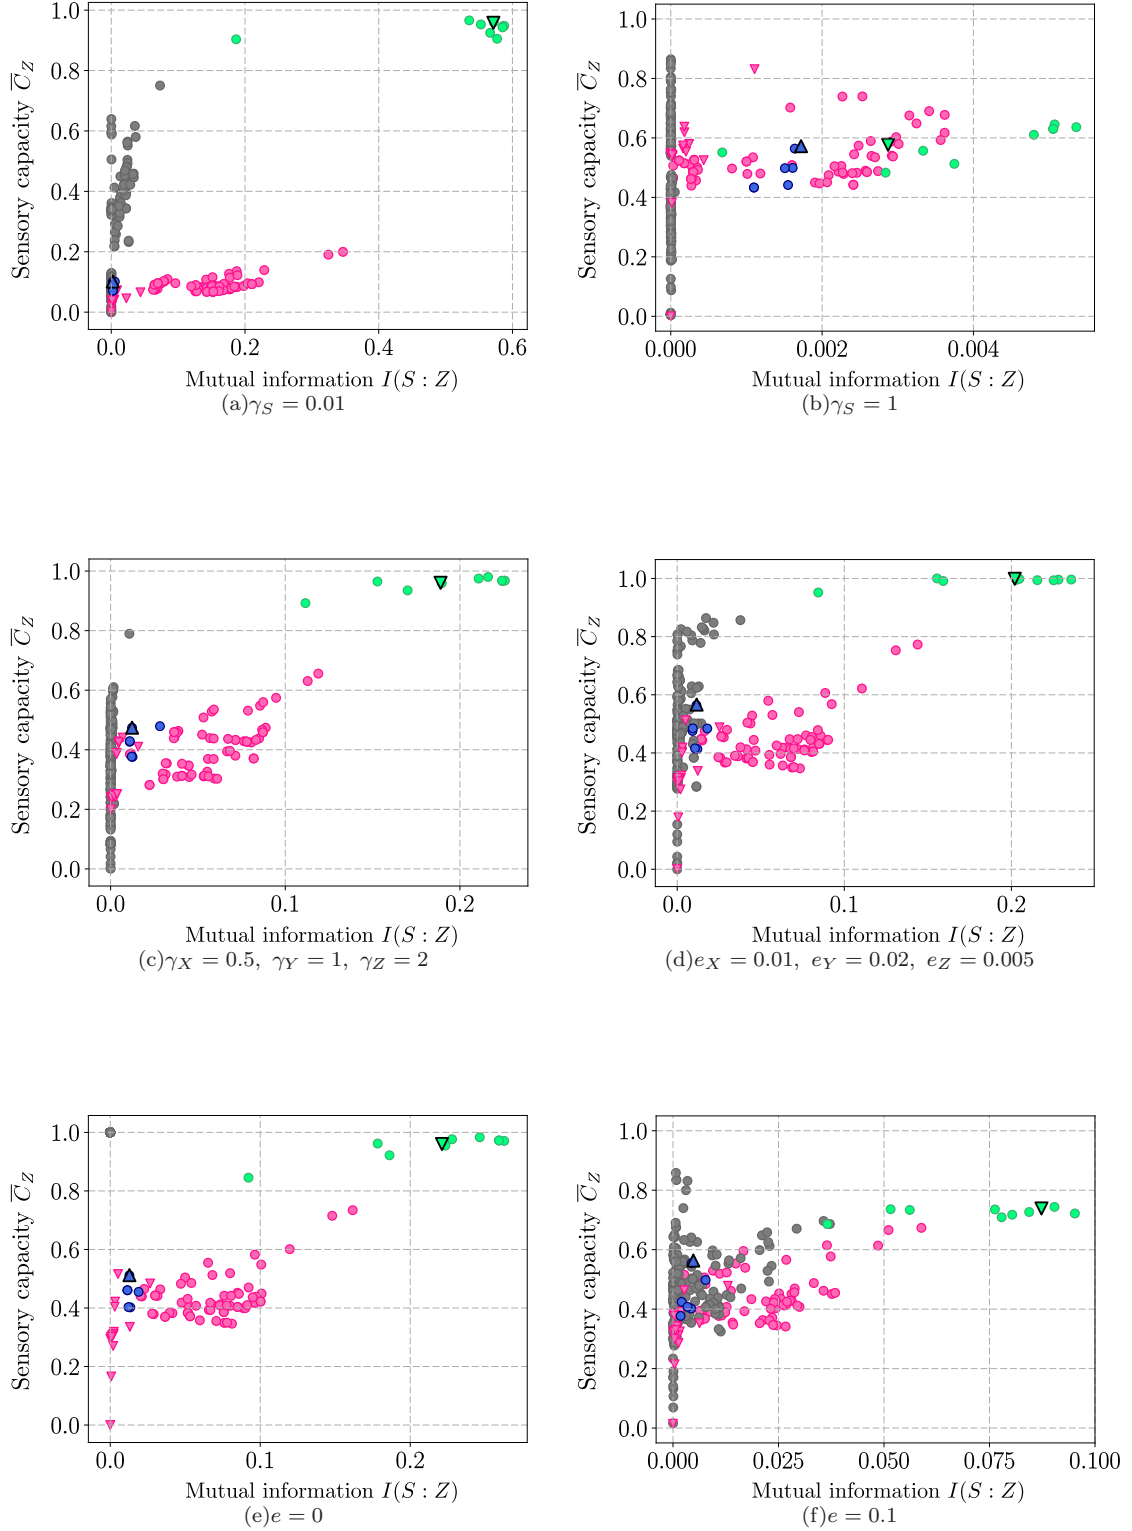 1.0
0.8
0.6
0.4
0.2
0.0
Sensory capacity C̅_Z
0.0 0.2 0.4 0.6
Mutual information I(S : Z)
(a)γ_S = 0.01
1.0
0.8
0.6
0.4
0.2
0.0
Sensory capacity C̅_Z
0.000 0.002 0.004
Mutual information I(S : Z)
(b)γ_S = 1
1.0
0.8
0.6
0.4
0.2
0.0
Sensory capacity C̅_Z
0.0 0.1 0.2
Mutual information I(S : Z)
(c)γ_X = 0.5, γ_Y = 1, γ_Z = 2
1.0
0.8
0.6
0.4
0.2
0.0
Sensory capacity C̅_Z
0.0 0.1 0.2
Mutual information I(S : Z)
(d)e_X = 0.01, e_Y = 0.02, e_Z = 0.005
1.0
0.8
0.6
0.4
0.2
0.0
Sensory capacity C̅_Z
0.0 0.1 0.2
Mutual information I(S : Z)
(e)e = 0
1.0
0.8
0.6
0.4
0.2
0.0
Sensory capacity C̅_Z
0.000 0.025 0.050 0.075 0.100
Mutual information I(S : Z)
(f)e = 0.1